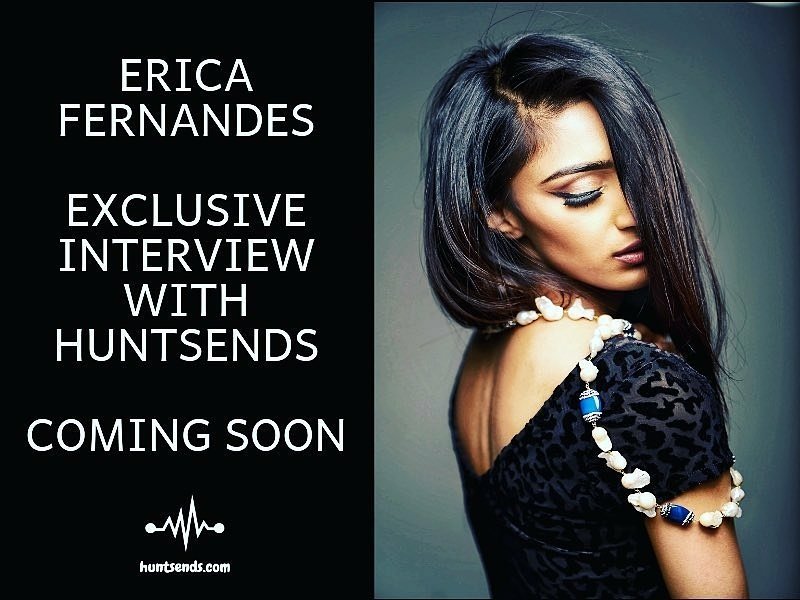 ERICA
FERNANDES
EXCLUSIVE
INTERVIEW
WITH
HUNTSENDS
COMING SOON
huntsends.com